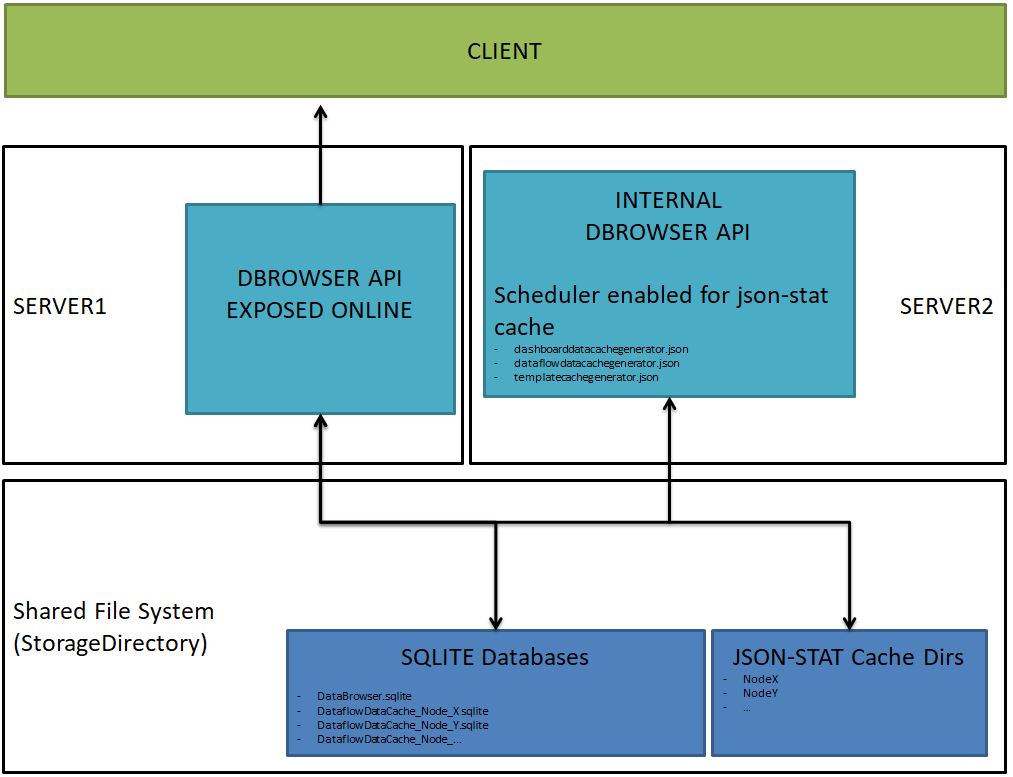 CLIENT
SERVER1
DBROWSER API
EXPOSED ONLINE
INTERNAL
DBROWSER API
Scheduler enabled for json-stat
cache
- dashboarddatacachegenerator.json
- dataflowdatacachegenerator.json
- templatecachegenerator.json
SERVER2
Shared File System
(StorageDirectory)
SQLITE Databases
- DataBrowser.sqlite
- DataflowDataCache_Node_X.sqlite
- DataflowDataCache_Node_Y.sqlite
- DataflowDataCache_Node_...
JSON-STAT Cache Dirs
- NodeX
- NodeY
- ...